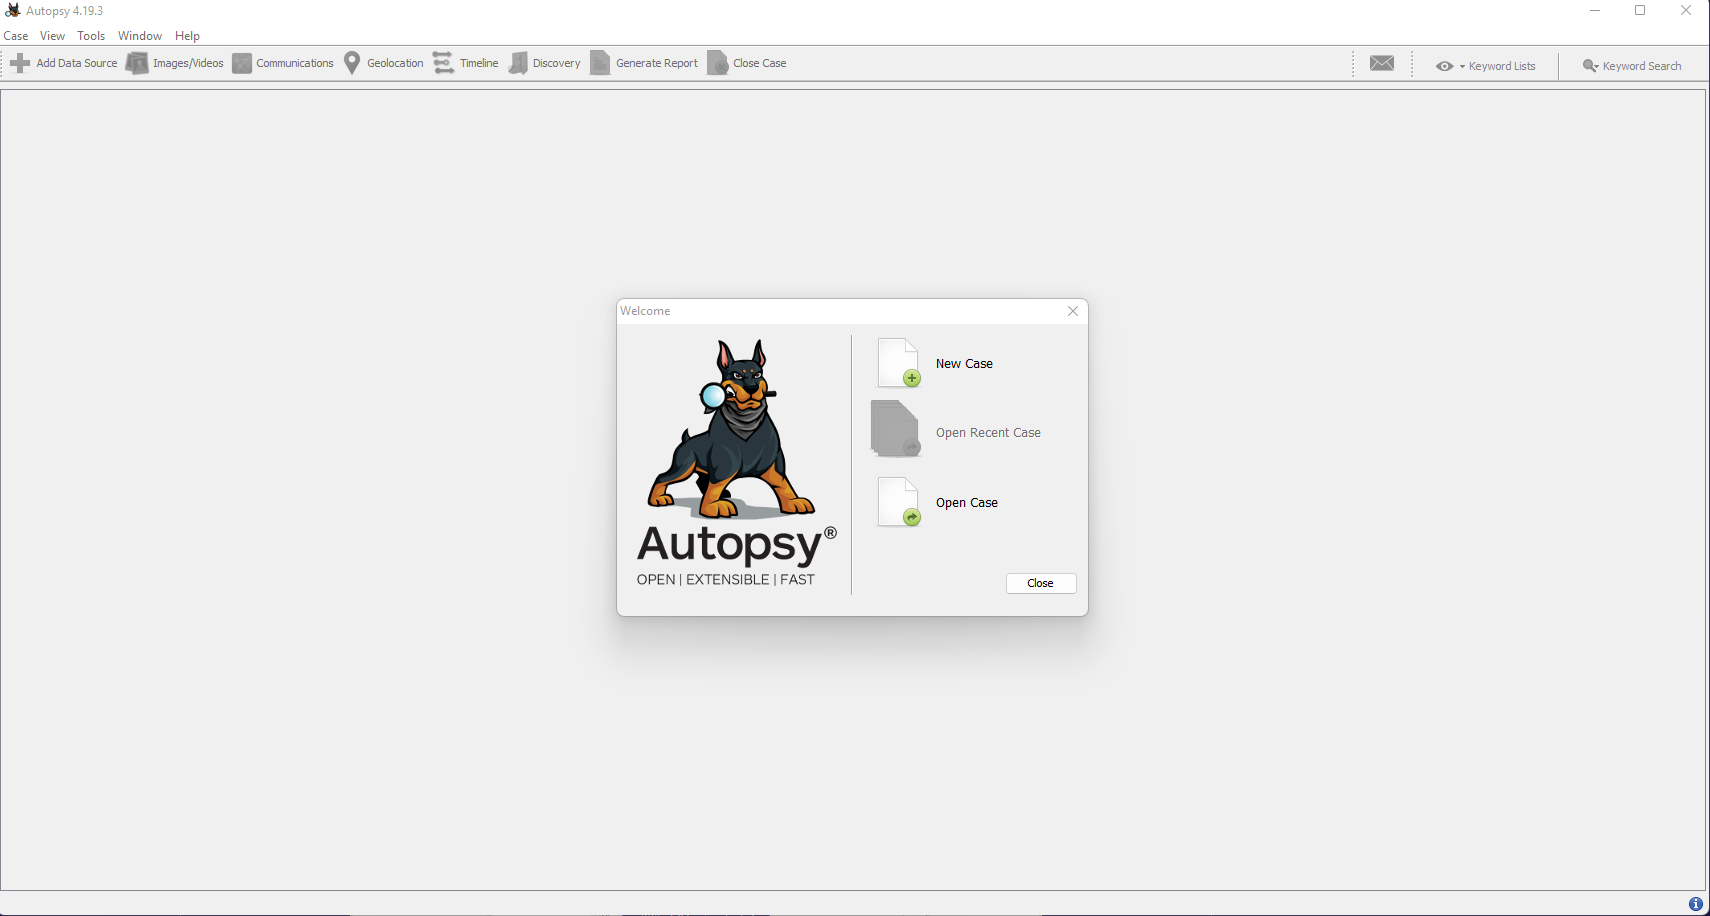 Autopsy 4.19.3
Case View Tools Window Help
Add Data Source Images/Videos Communications Geolocation Timeline Discovery Generate Report Close Case Keyword Lists Keyword Search
Welcome
New Case
Open Recent Case
Open Case
Autopsy®
OPEN | EXTENSIBLE | FAST
Close